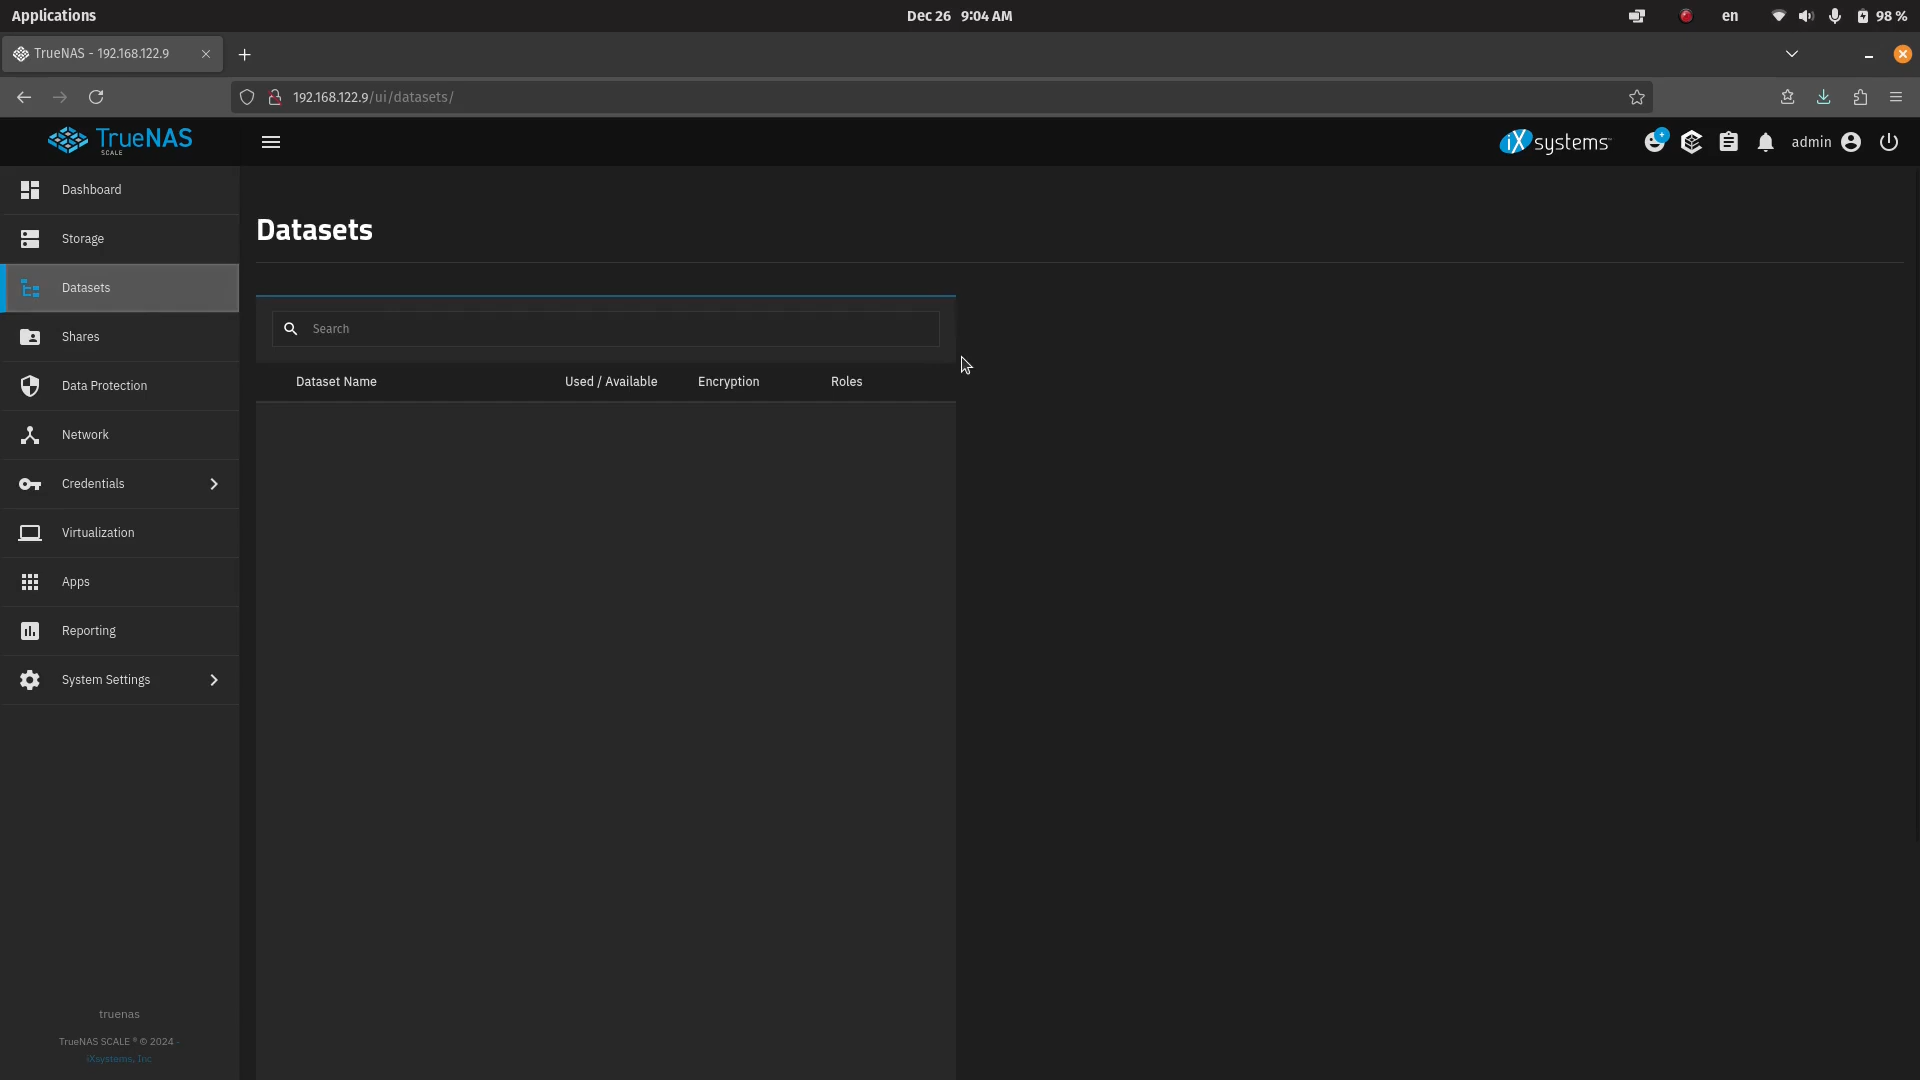 Applications
Dec 26 9:04 AM
en
98 %
TrueNAS - 192.168.122.9
192.168.122.9/ui/datasets/
TrueNAS
SCALE
iXsystems
admin
Dashboard
Storage
Datasets
Shares
Data Protection
Network
Credentials
Virtualization
Apps
Reporting
System Settings
truenas
TrueNAS SCALE ® © 2024 -
iXsystems, Inc
Datasets
Search
Dataset Name Used / Available Encryption Roles